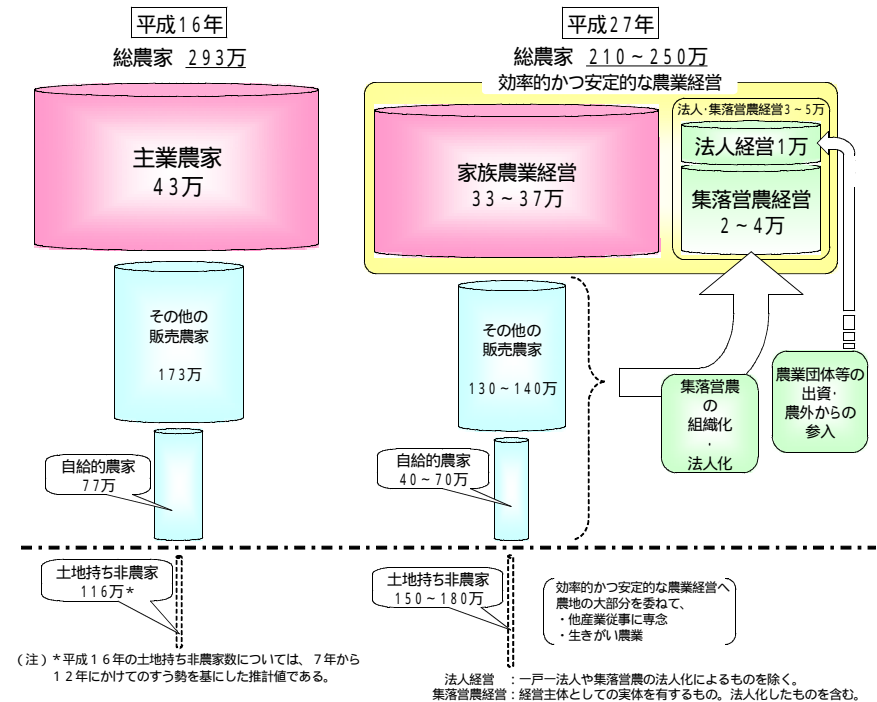 平成16年
総農家 293万
主業農家
43万
その他の
販売農家
173万
自給的農家
77万
土地持ち非農家
116万*
(注)*平成16年の土地持ち非農家数については、7年から
12年にかけてのすう勢を基にした推計値である。
平成27年
総農家 210~250万
効率的かつ安定的な農業経営
家族農業経営
33~37万
法人・集落営農経営3~5万
法人経営1万
集落営農経営
2~4万
その他の
販売農家
130~140万
自給的農家
40~70万
集落営農
の
組織化
・
法人化
農業団体等の
出資・
農外からの
参入
土地持ち非農家
150~180万
効率的かつ安定的な農業経営へ
農地の大部分を委ねて、
・他産業従事に専念
・生きがい農業
法人経営 :一戸一法人や集落営農の法人化によるものを除く。
集落営農経営:経営主体としての実体を有するもの。法人化したものを含む。